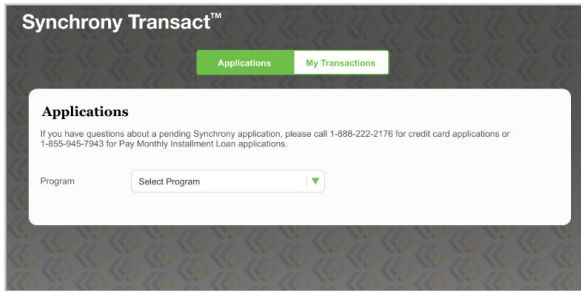 Synchrony Transact™
Applications
My Transactions
Applications
If you have questions about a pending Synchrony application, please call 1-888-222-2176 for credit card applications or
1-855-945-7943 for Pay Monthly Installment Loan applications.
Program
Select Program